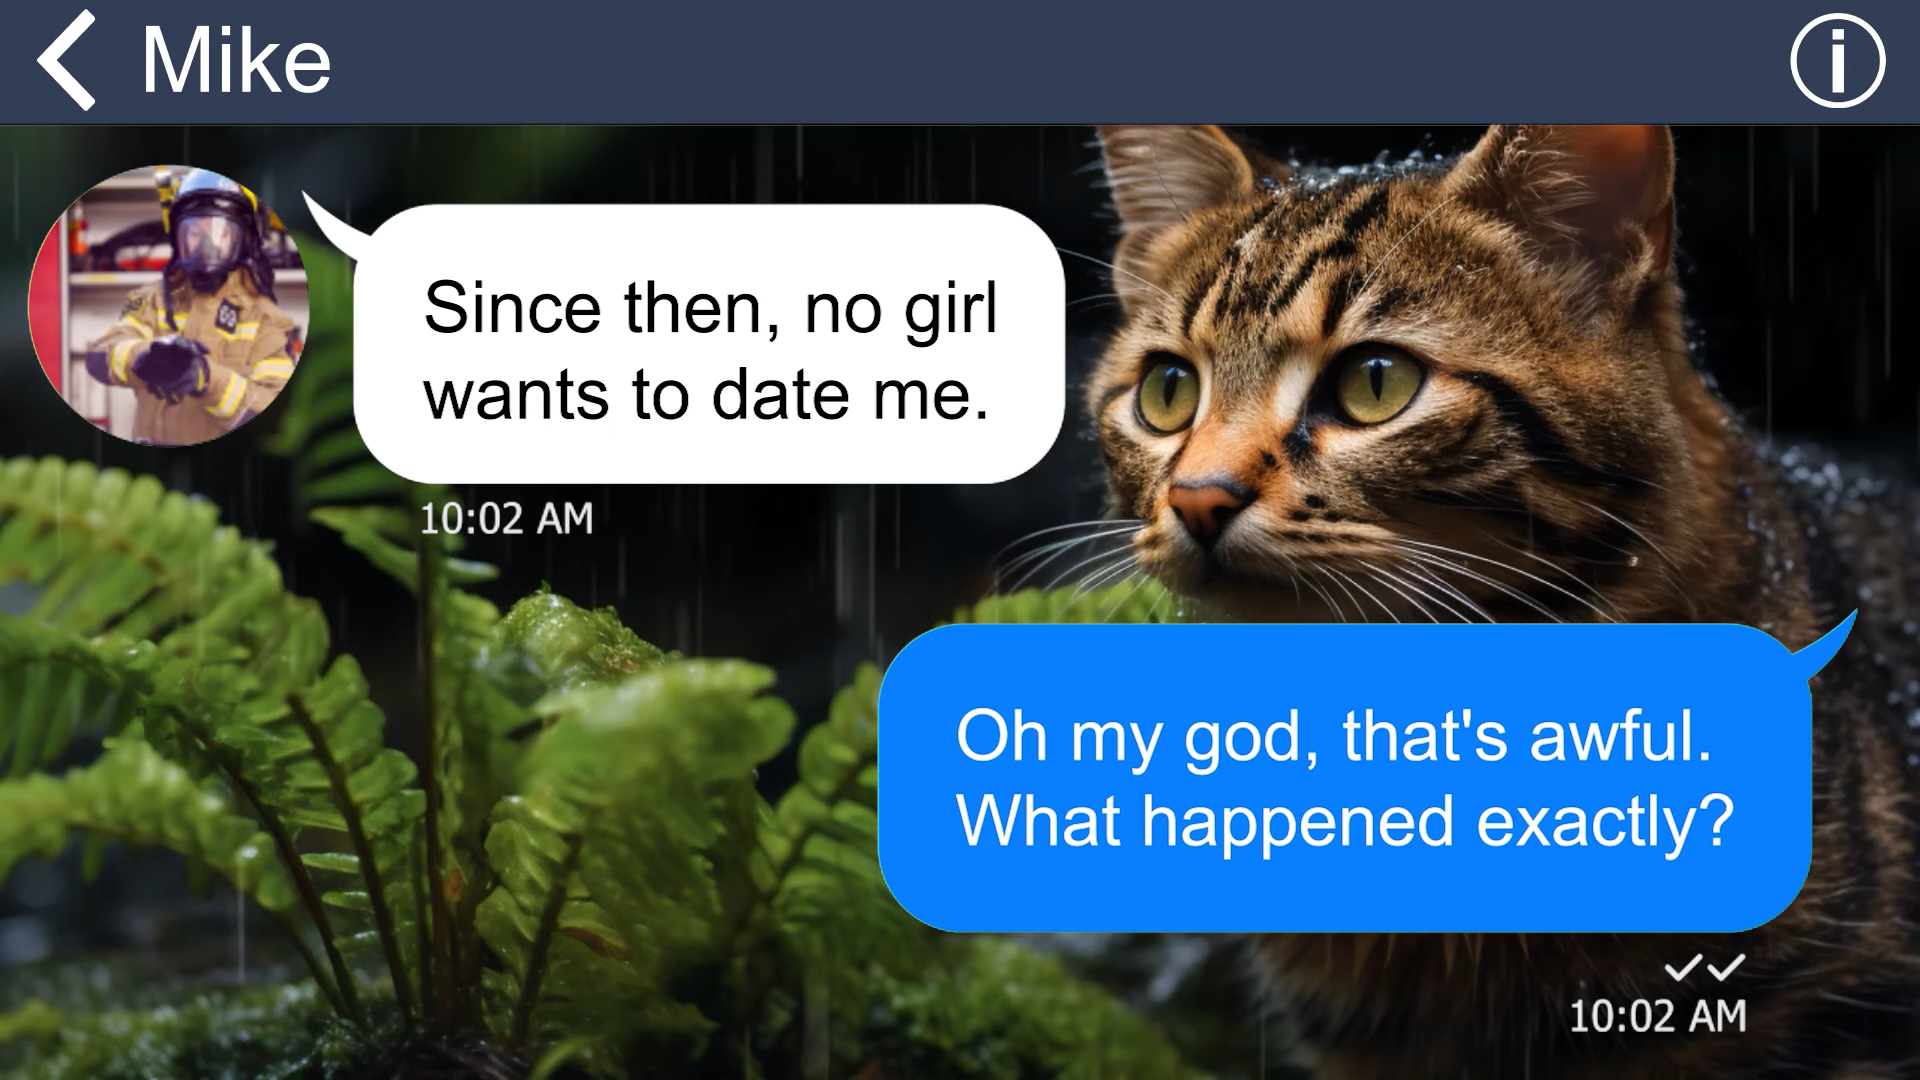 Mike
Since then, no girl
wants to date me.
10:02 AM
Oh my god, that's awful.
What happened exactly?
10:02 AM
69